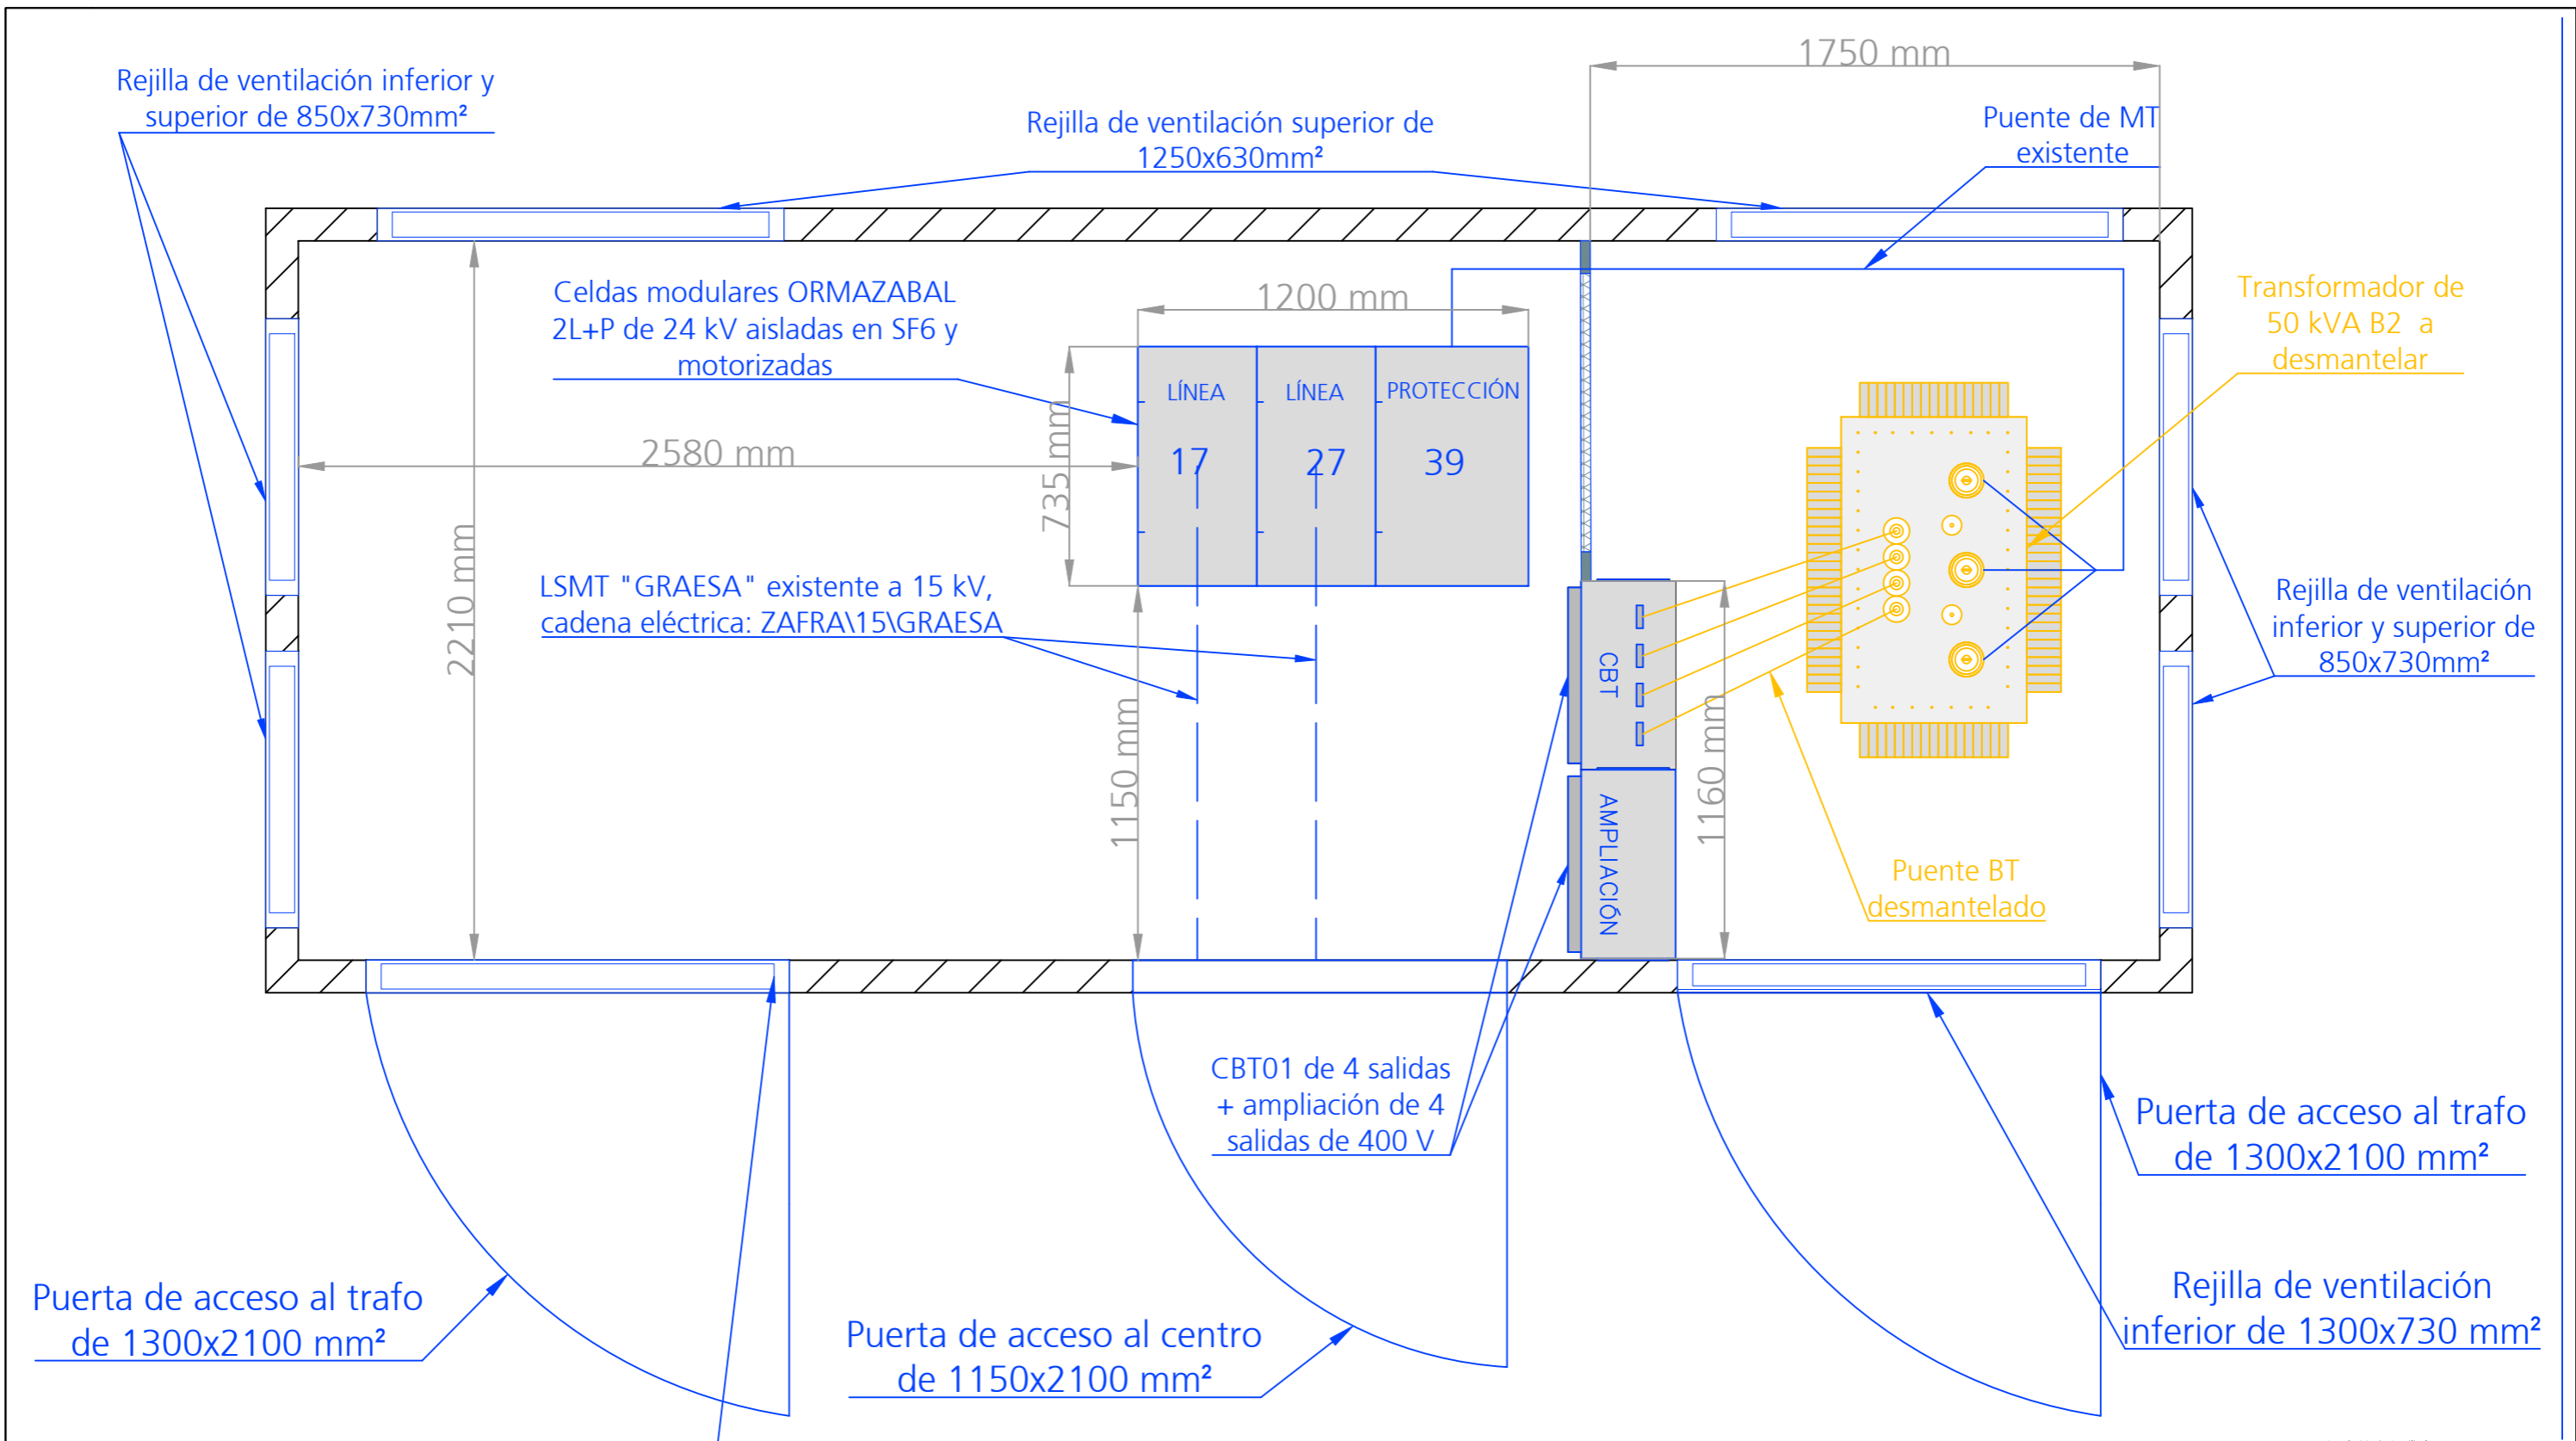 1750 mm
Rejilla de ventilación inferior y
superior de 850x730mm²
Rejilla de ventilación superior de
1250x630mm²
Puente de MT
existente
Celdas modulares ORMAZABAL
2L+P de 24 kV aisladas en SF6 y
motorizadas
1200 mm
Transformador de
50 kVA B2 a
desmantelar
LÍNEA
LÍNEA
PROTECCIÓN
17
27
39
2580 mm
735 mm
2210 mm
LSMT "GRAESA" existente a 15 kV,
cadena eléctrica: ZAFRA\15\GRAESA
Rejilla de ventilación
inferior y superior de
850x730mm²
CBT
1150 mm
1160 mm
AMPLIACIÓN
Puente BT
desmantelado
CBT01 de 4 salidas
+ ampliación de 4
salidas de 400 V
Puerta de acceso al trafo
de 1300x2100 mm²
Puerta de acceso al trafo
de 1300x2100 mm²
Puerta de acceso al centro
de 1150x2100 mm²
Rejilla de ventilación
inferior de 1300x730 mm²